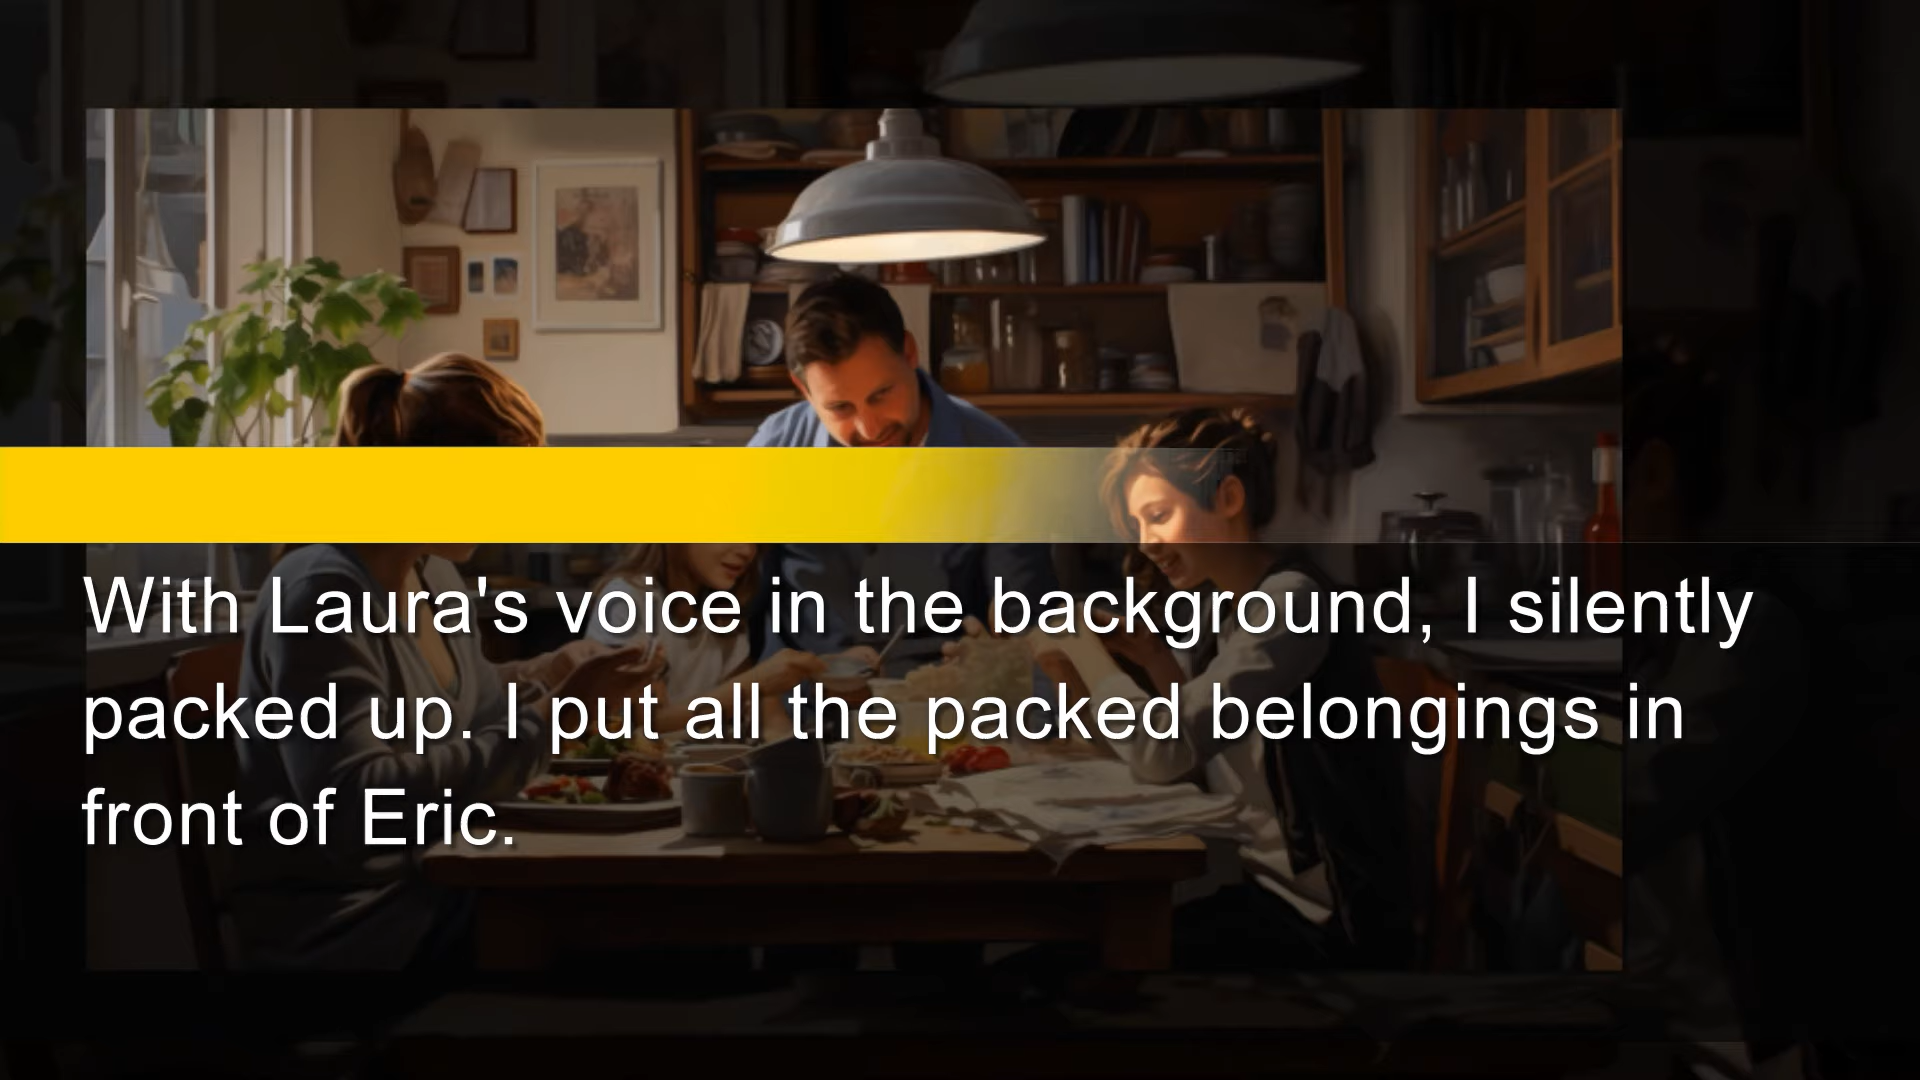 With Laura's voice in the background, I silently
packed up. I put all the packed belongings in
front of Eric.